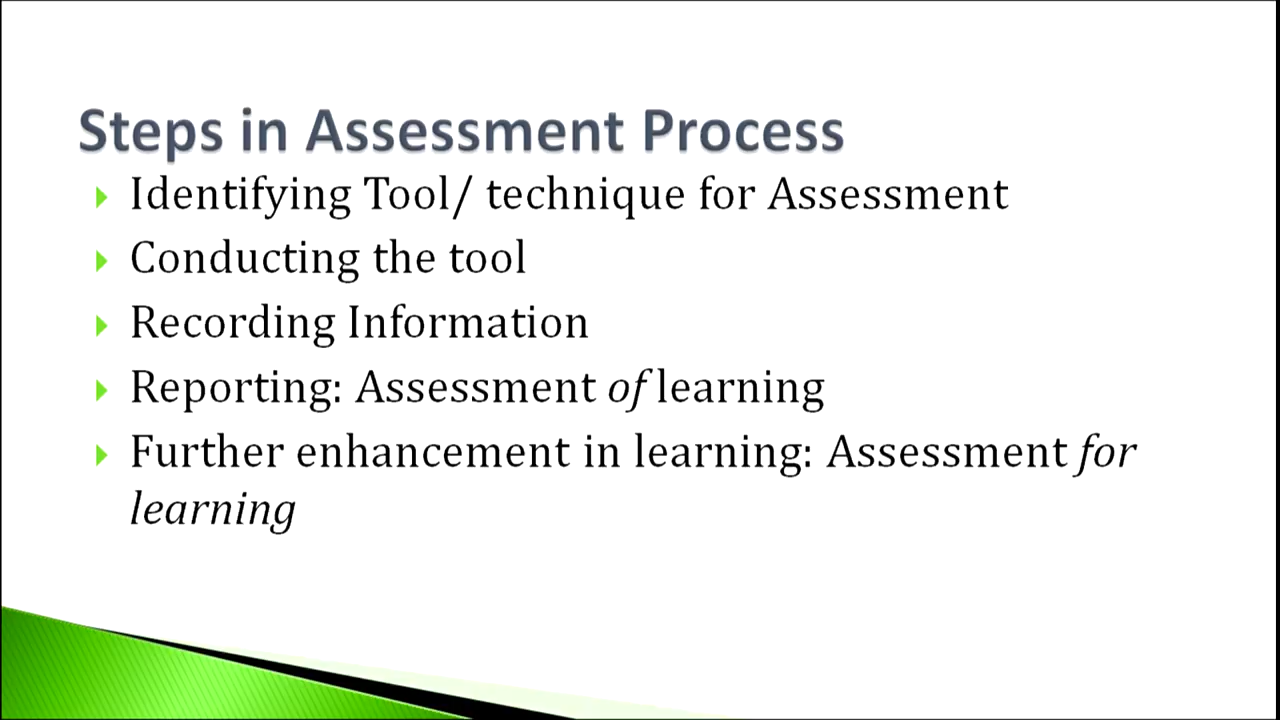 Steps in Assessment Process
Identifying Tool/ technique for Assessment
Conducting the tool
Recording Information
Reporting: Assessment of learning
Further enhancement in learning: Assessment for
learning